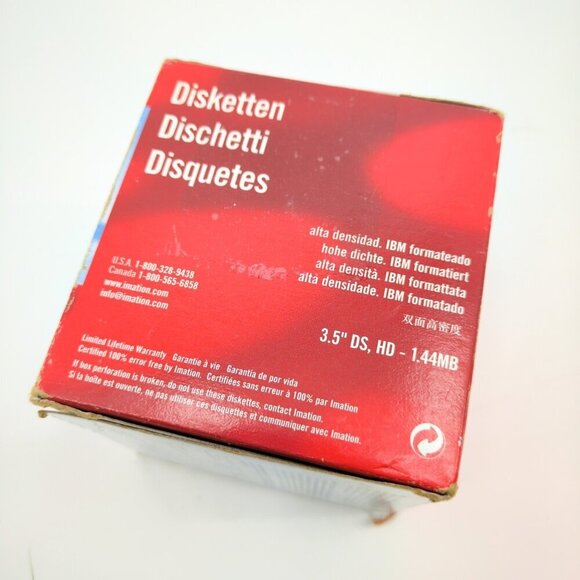 Disketten
Dischetti
Disquetes
alta densidad. IBM formateado
hohe dichte. IBM formatiert
alta densità. IBM formattata
alta densidade. IBM formatado
双面高密度
U.S.A. 1-800-328-9438
Canada 1-800-565-6858
www.imation.com
info@imation.com
3.5" DS, HD - 1.44MB
Limited Lifetime Warranty Garantie à vie Garantía de por vida
Certified 100% error free by Imation. Certifiées sans erreur à 100% par Imation
If box perforation is broken, do not use these diskettes, contact Imation.
Si la boîte est ouverte, ne pas utiliser ces disquettes et communiquer avec Imation.